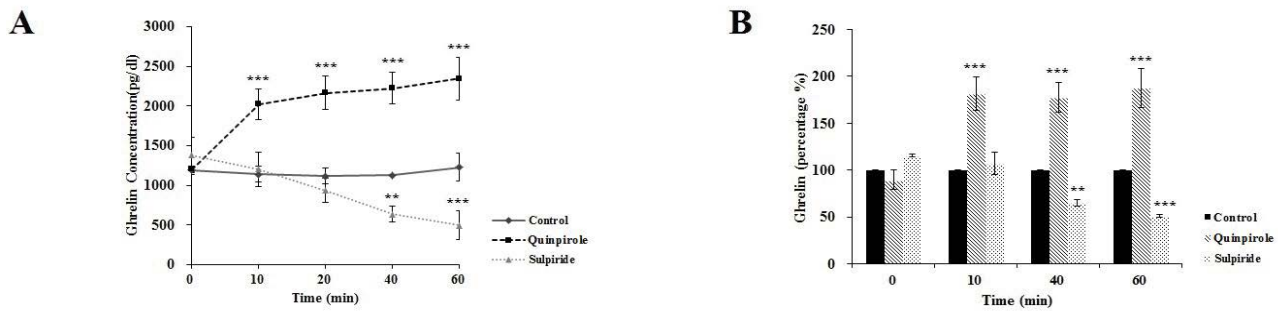 A
Ghrelin Concentration(pg/dl)
3000
2500
2000
1500
1000
500
0
*** *** *** ***
** ***
0 10 20 40 60
Time (min)
Control
Quinpirole
Sulpiride
B
Ghrelin (percentage %)
250
200
150
100
50
0
*** *** ***
** ***
0 10 40 60
Time (min)
Control
Quinpirole
Sulpiride